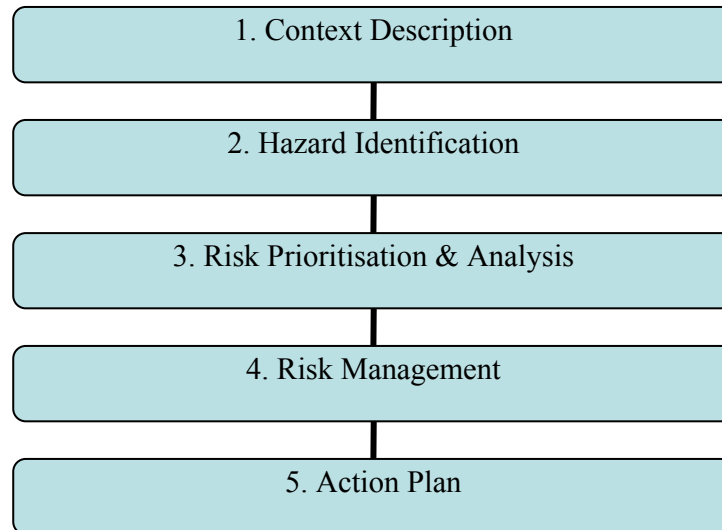 1. Context Description
2. Hazard Identification
3. Risk Prioritisation & Analysis
4. Risk Management
5. Action Plan